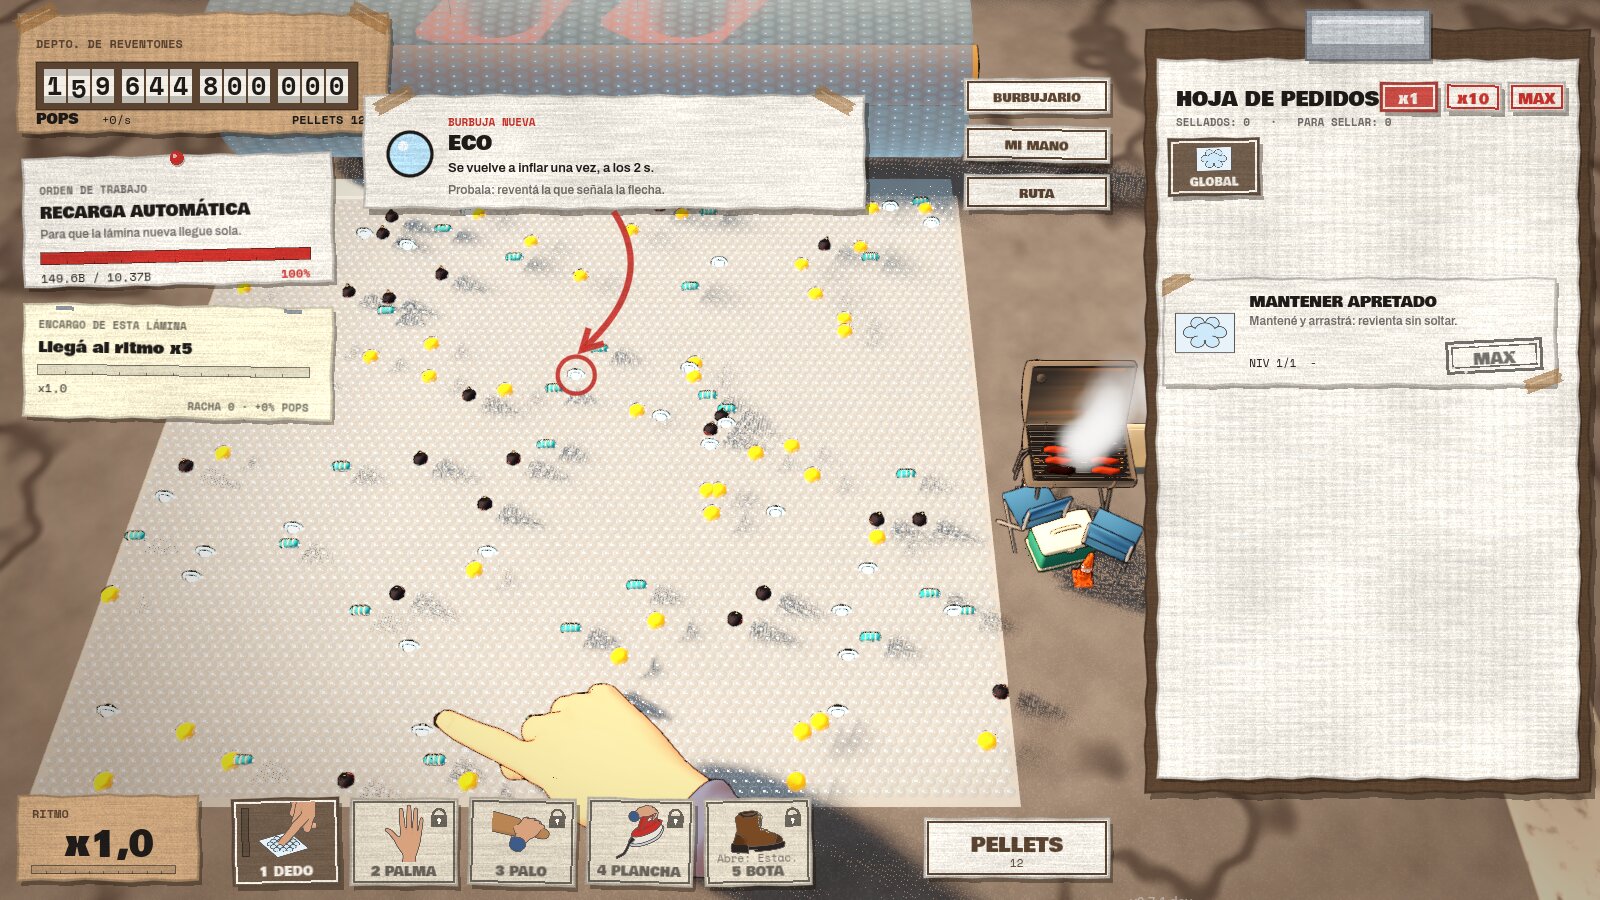 DEPTO. DE REVENTONES
159 644 800 000
POPS +0/s PELLETS 12
ORDEN DE TRABAJO
RECARGA AUTOMÁTICA
Para que la lámina nueva llegue sola.
149.6B / 10.37B 100%
ENCARGO DE ESTA LÁMINA
Llegá al ritmo x5
x1,0
RACHA 0 · +0% POPS
BURBUJA NUEVA
ECO
Se vuelve a inflar una vez, a los 2 s.
Probala: reventá la que señala la flecha.
BURBUJARIO
MI MANO
RUTA
HOJA DE PEDIDOS x1 x10 MAX
SELLADOS: 0 · PARA SELLAR: 0
GLOBAL
MANTENER APRETADO
Mantené y arrastrá: revienta sin soltar.
NIV 1/1 -
MAX
RITMO
x1,0
1 DEDO
2 PALMA
3 PALO
4 PLANCHA
Abre: Estac.
5 BOTA
PELLETS
12